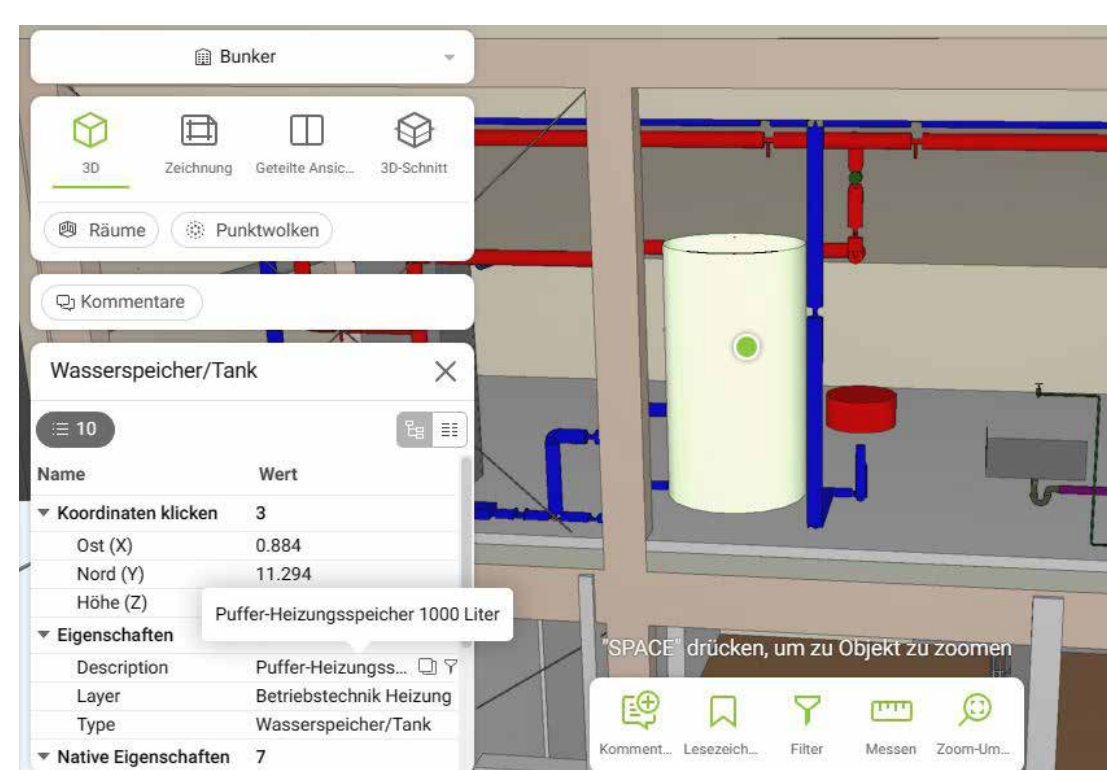 Bunker
3D
Zeichnung
Geteilte Ansic...
3D-Schnitt
Räume
Punktwolken
Kommentare
Wasserspeicher/Tank
10
Name Wert
Koordinaten klicken 3
Ost (X) 0.884
Nord (Y) 11.294
Höhe (Z)
Puffer-Heizungsspeicher 1000 Liter
Eigenschaften
Description Puffer-Heizungss...
Layer Betriebstechnik Heizung
Type Wasserspeicher/Tank
Native Eigenschaften 7
"SPACE" drücken, um zu Objekt zu zoomen
Komment...
Lesezeich...
Filter
Messen
Zoom-Um...